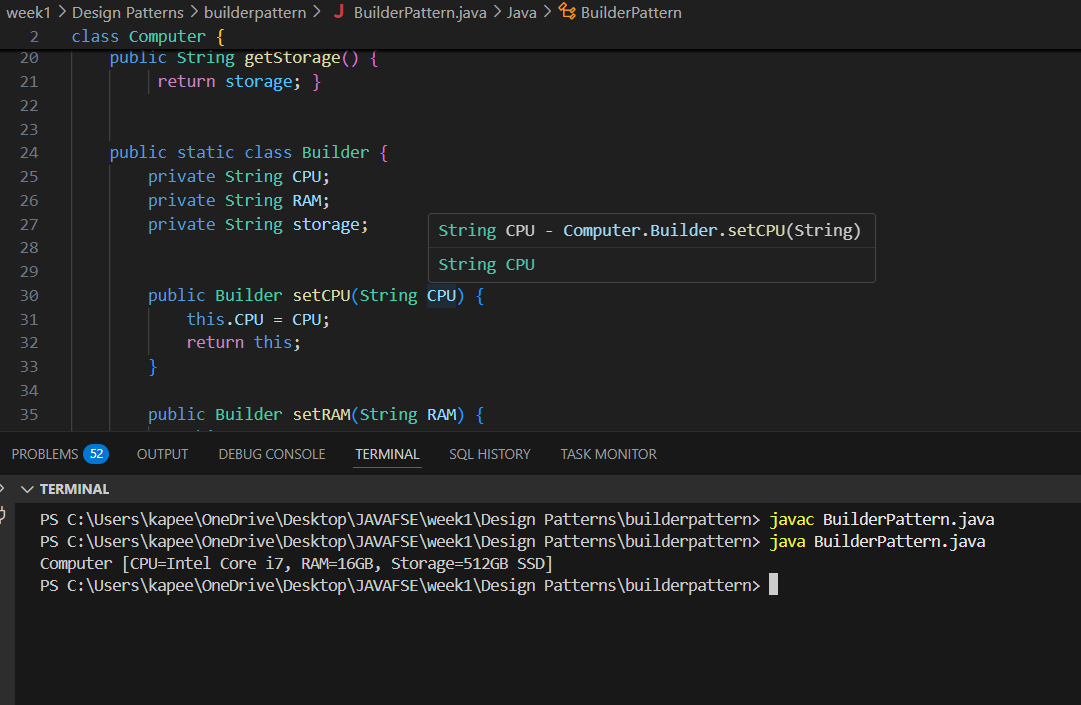 week1 > Design Patterns > builderpattern > J BuilderPattern.java > Java > BuilderPattern
2 class Computer {
20 public String getStorage() {
21 return storage; }
22
23
24 public static class Builder {
25 private String CPU;
26 private String RAM;
27 private String storage;
String CPU - Computer.Builder.setCPU(String)
28
String CPU
29
30 public Builder setCPU(String CPU) {
31 this.CPU = CPU;
32 return this;
33 }
34
35 public Builder setRAM(String RAM) {
PROBLEMS 52 OUTPUT DEBUG CONSOLE TERMINAL SQL HISTORY TASK MONITOR
TERMINAL
PS C:\Users\kapee\OneDrive\Desktop\JAVAFSE\week1\Design Patterns\builderpattern> javac BuilderPattern.java
PS C:\Users\kapee\OneDrive\Desktop\JAVAFSE\week1\Design Patterns\builderpattern> java BuilderPattern.java
Computer [CPU=Intel Core i7, RAM=16GB, Storage=512GB SSD]
PS C:\Users\kapee\OneDrive\Desktop\JAVAFSE\week1\Design Patterns\builderpattern>